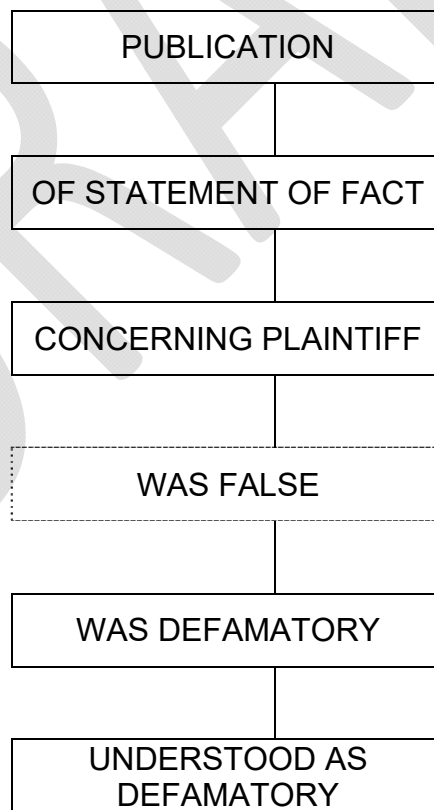 PUBLICATION
OF STATEMENT OF FACT
CONCERNING PLAINTIFF
WAS FALSE
WAS DEFAMATORY
UNDERSTOOD AS
DEFAMATORY